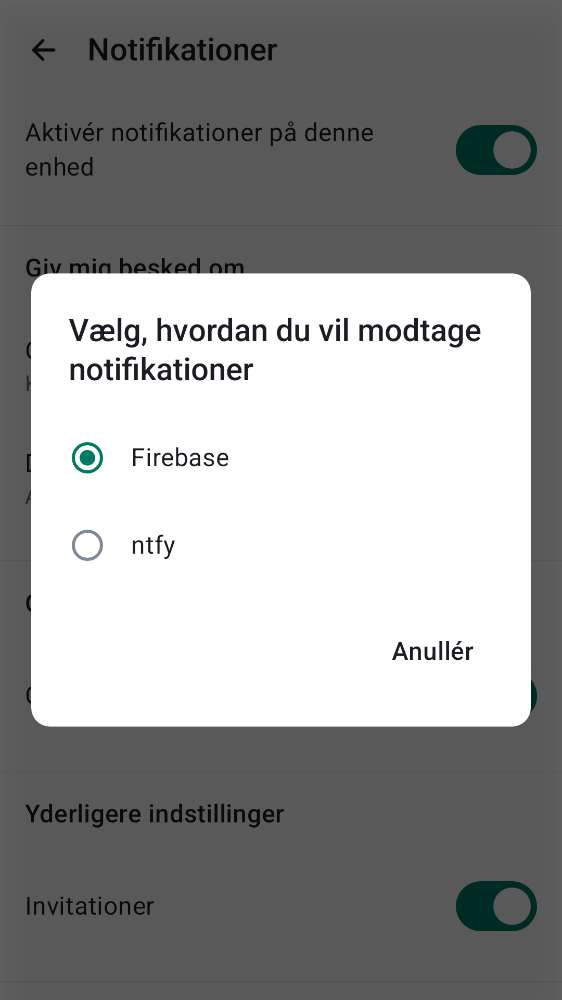 Notifikationer
Aktivér notifikationer på denne
enhed
Giv mig besked om
Vælg, hvordan du vil modtage
notifikationer
Firebase
ntfy
Anullér
Yderligere indstillinger
Invitationer